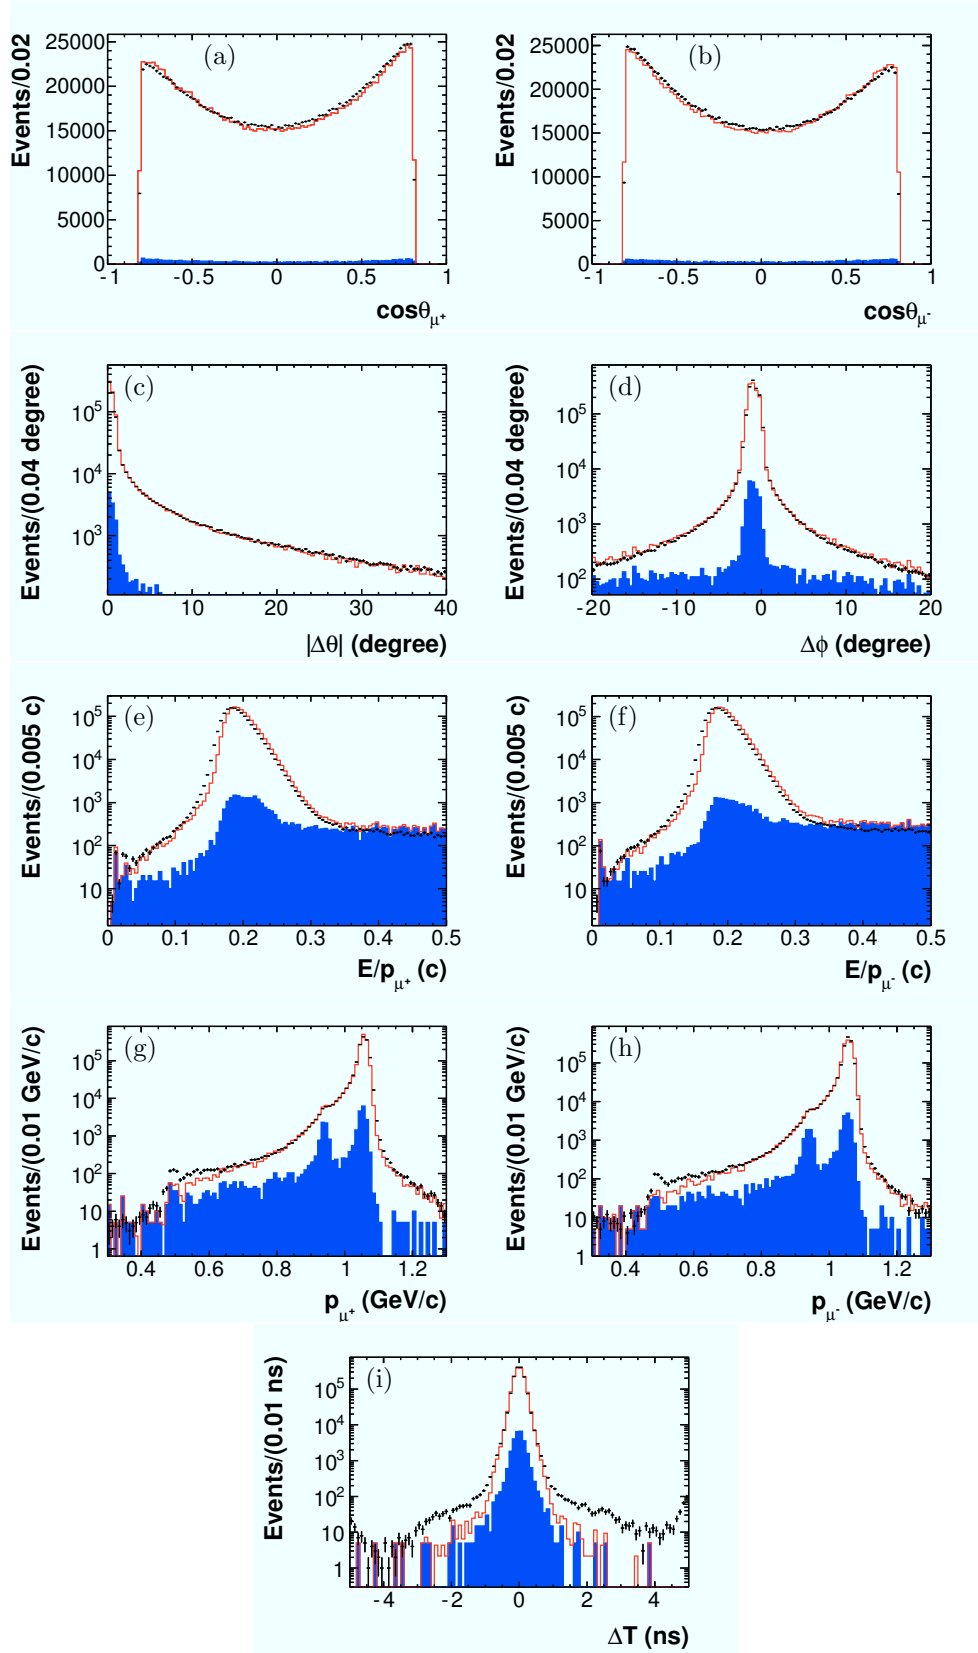 Events/0.02
25000
20000
15000
10000
5000
0
(a)
-1 -0.5 0 0.5 1
cosθμ+
Events/0.02
25000
20000
15000
10000
5000
0
(b)
-1 -0.5 0 0.5 1
cosθμ-
Events/(0.04 degree)
10^5
10^4
10^3
(c)
0 10 20 30 40
|Δθ| (degree)
Events/(0.04 degree)
10^5
10^4
10^3
10^2
(d)
-20 -10 0 10 20
Δϕ (degree)
Events/(0.005 c)
10^5
10^4
10^3
10^2
10
(e)
0 0.1 0.2 0.3 0.4 0.5
E/pμ+ (c)
Events/(0.005 c)
10^5
10^4
10^3
10^2
10
(f)
0 0.1 0.2 0.3 0.4 0.5
E/pμ- (c)
Events/(0.01 GeV/c)
10^5
10^4
10^3
10^2
10
1
(g)
0.4 0.6 0.8 1 1.2
pμ+ (GeV/c)
Events/(0.01 GeV/c)
10^5
10^4
10^3
10^2
10
1
(h)
0.4 0.6 0.8 1 1.2
pμ- (GeV/c)
Events/(0.01 ns)
10^5
10^4
10^3
10^2
10
1
(i)
-4 -2 0 2 4
ΔT (ns)